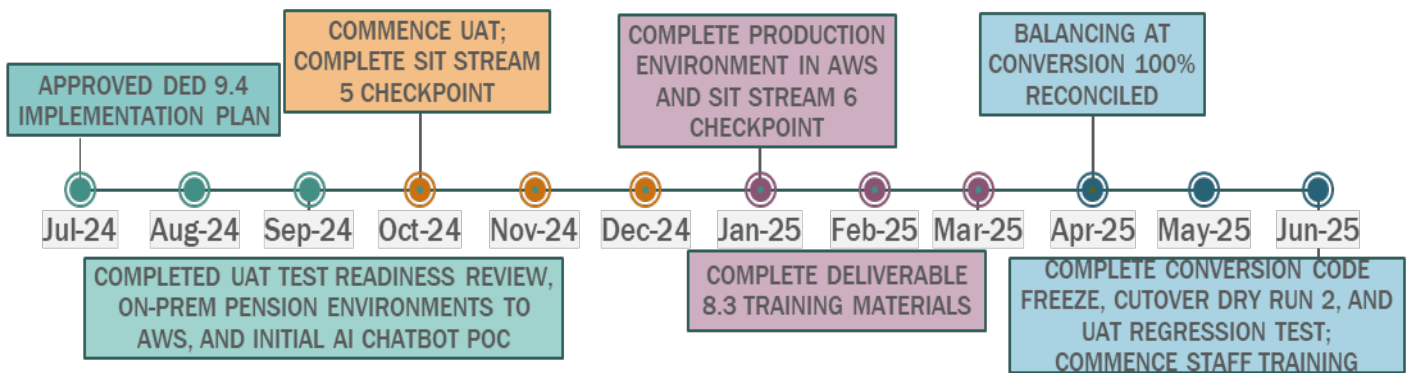 APPROVED DED 9.4
IMPLEMENTATION PLAN
COMMENCE UAT;
COMPLETE SIT STREAM
5 CHECKPOINT
COMPLETE PRODUCTION
ENVIRONMENT IN AWS
AND SIT STREAM 6
CHECKPOINT
BALANCING AT
CONVERSION 100%
RECONCILED
Jul-24 Aug-24 Sep-24 Oct-24 Nov-24 Dec-24 Jan-25 Feb-25 Mar-25 Apr-25 May-25 Jun-25
COMPLETED UAT TEST READINESS REVIEW,
ON-PREM PENSION ENVIRONMENTS TO
AWS, AND INITIAL AI CHATBOT POC
COMPLETE DELIVERABLE
8.3 TRAINING MATERIALS
COMPLETE CONVERSION CODE
FREEZE, CUTOVER DRY RUN 2, AND
UAT REGRESSION TEST;
COMMENCE STAFF TRAINING